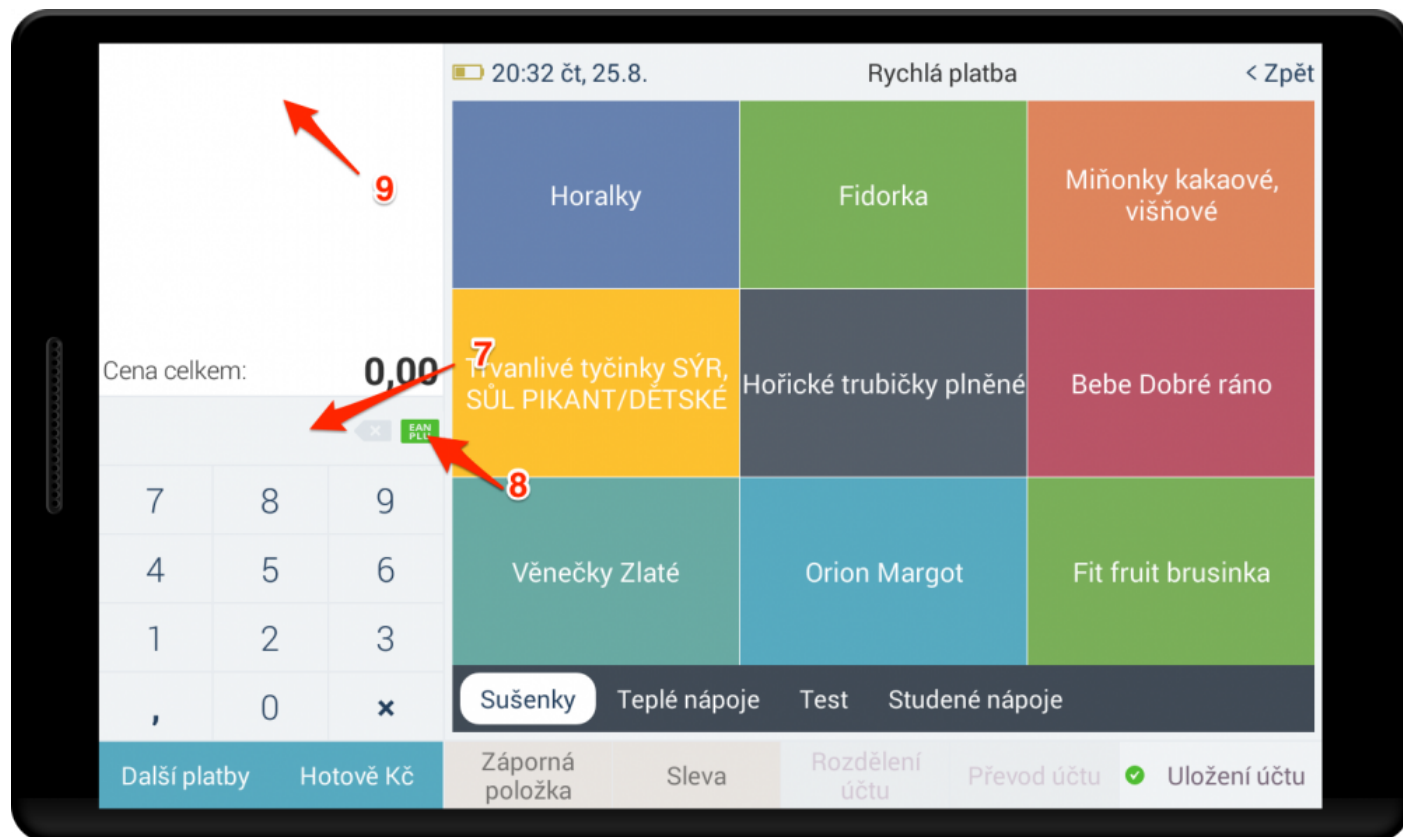 20:32 čt, 25.8.
Rychlá platba
< Zpět
9
Horalky
Fidorka
Miňonky kakaové,
višňové
Cena celkem:
0,00
7
Trvanlivé tyčinky SÝR,
SŮL PIKANT/DĚTSKÉ
Hořické trubičky plněné
Bebe Dobré ráno
EAN
PLU
8
7 8 9
4 5 6
1 2 3
, 0 ×
Věnečky Zlaté
Orion Margot
Fit fruit brusinka
Sušenky
Teplé nápoje
Test
Studené nápoje
Další platby
Hotově Kč
Záporná
položka
Sleva
Rozdělení
účtu
Převod účtu
Uložení účtu